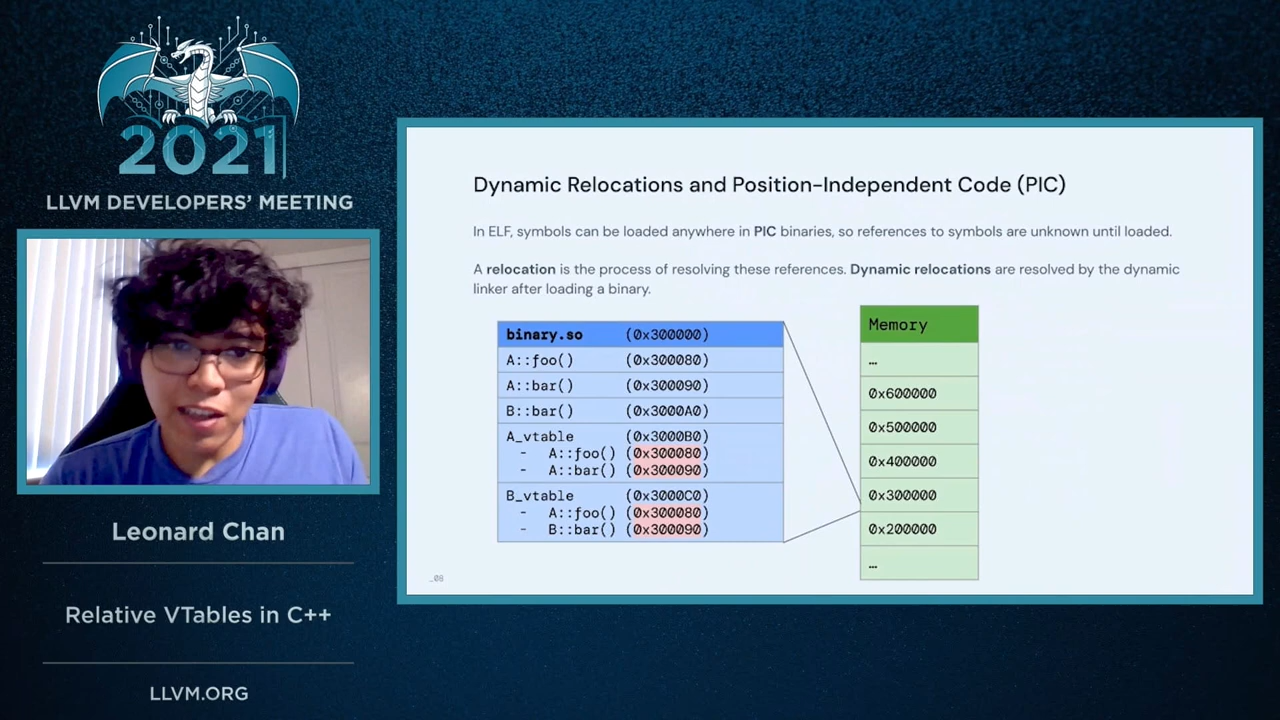 2021
LLVM DEVELOPERS' MEETING
Leonard Chan
Relative VTables in C++
LLVM.ORG
Dynamic Relocations and Position-Independent Code (PIC)
In ELF, symbols can be loaded anywhere in PIC binaries, so references to symbols are unknown until loaded.
A relocation is the process of resolving these references. Dynamic relocations are resolved by the dynamic
linker after loading a binary.
binary.so (0x300000)
A::foo() (0x300080)
A::bar() (0x300090)
B::bar() (0x3000A0)
A_vtable (0x3000B0)
- A::foo() (0x300080)
- A::bar() (0x300090)
B_vtable (0x3000C0)
- A::foo() (0x300080)
- B::bar() (0x300090)
Memory
…
0x600000
0x500000
0x400000
0x300000
0x200000
…
_08